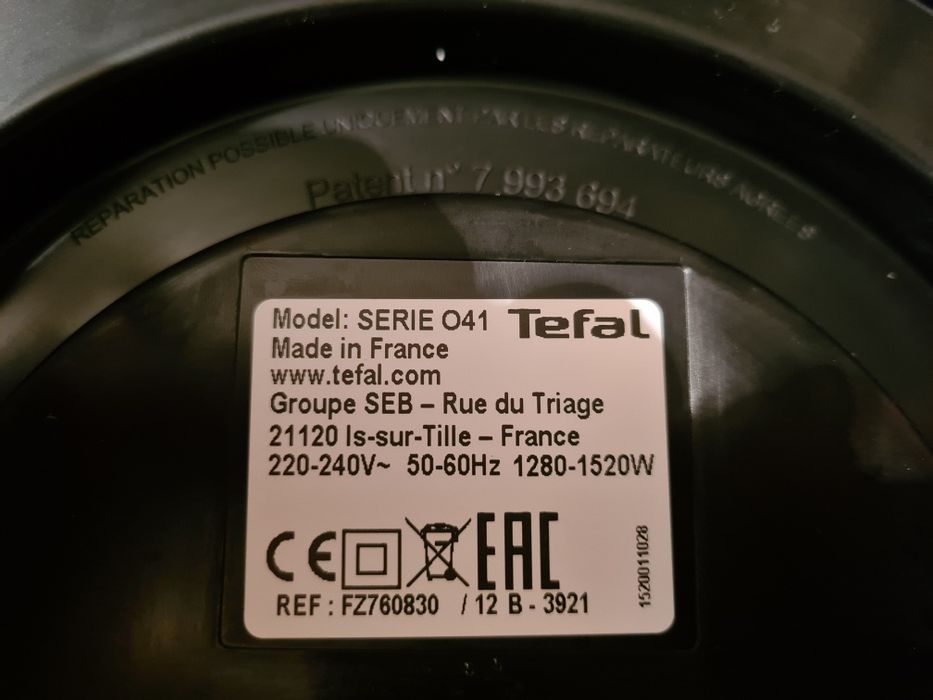 REPARATION POSSIBLE UNIQUEMENT PAR LES REPARATEURS AGREES
Patent n° 7.993 694
Model: SERIE O41 Tefal
Made in France
www.tefal.com
Groupe SEB – Rue du Triage
21120 Is-sur-Tille – France
220-240V~ 50-60Hz 1280-1520W
CE EAC
1520011028
REF : FZ760830 / 12 B - 3921